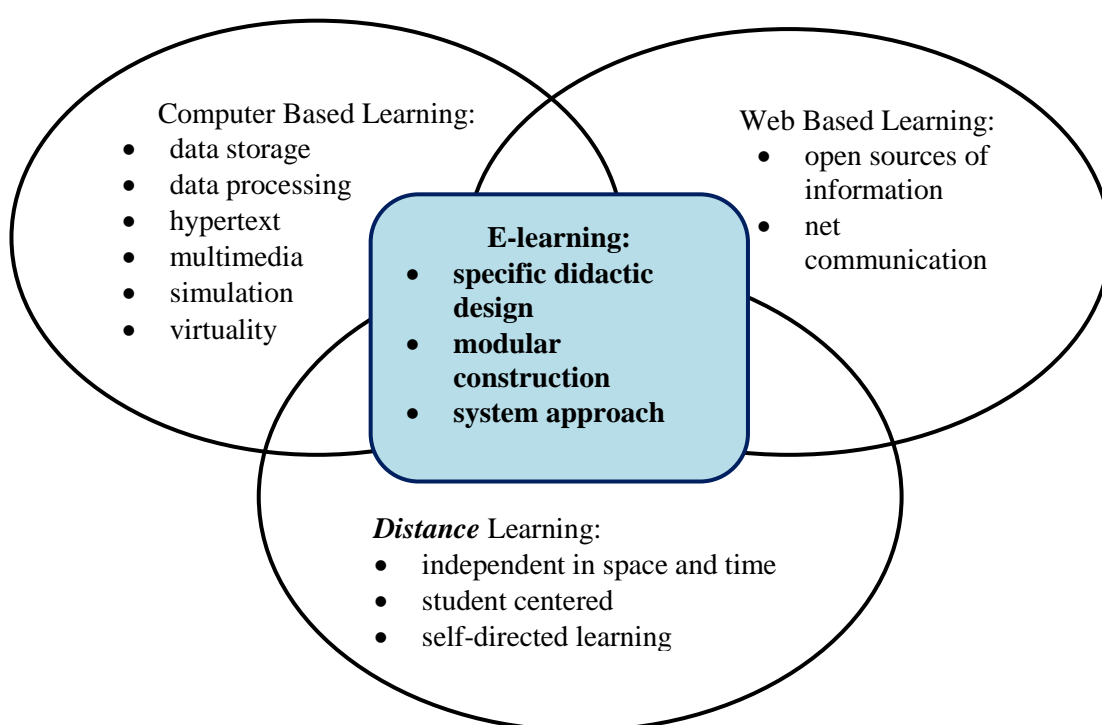 Computer Based Learning:
• data storage
• data processing
• hypertext
• multimedia
• simulation
• virtuality
Web Based Learning:
• open sources of
information
• net
communication
E-learning:
• specific didactic
design
• modular
construction
• system approach
Distance Learning:
• independent in space and time
• student centered
• self-directed learning